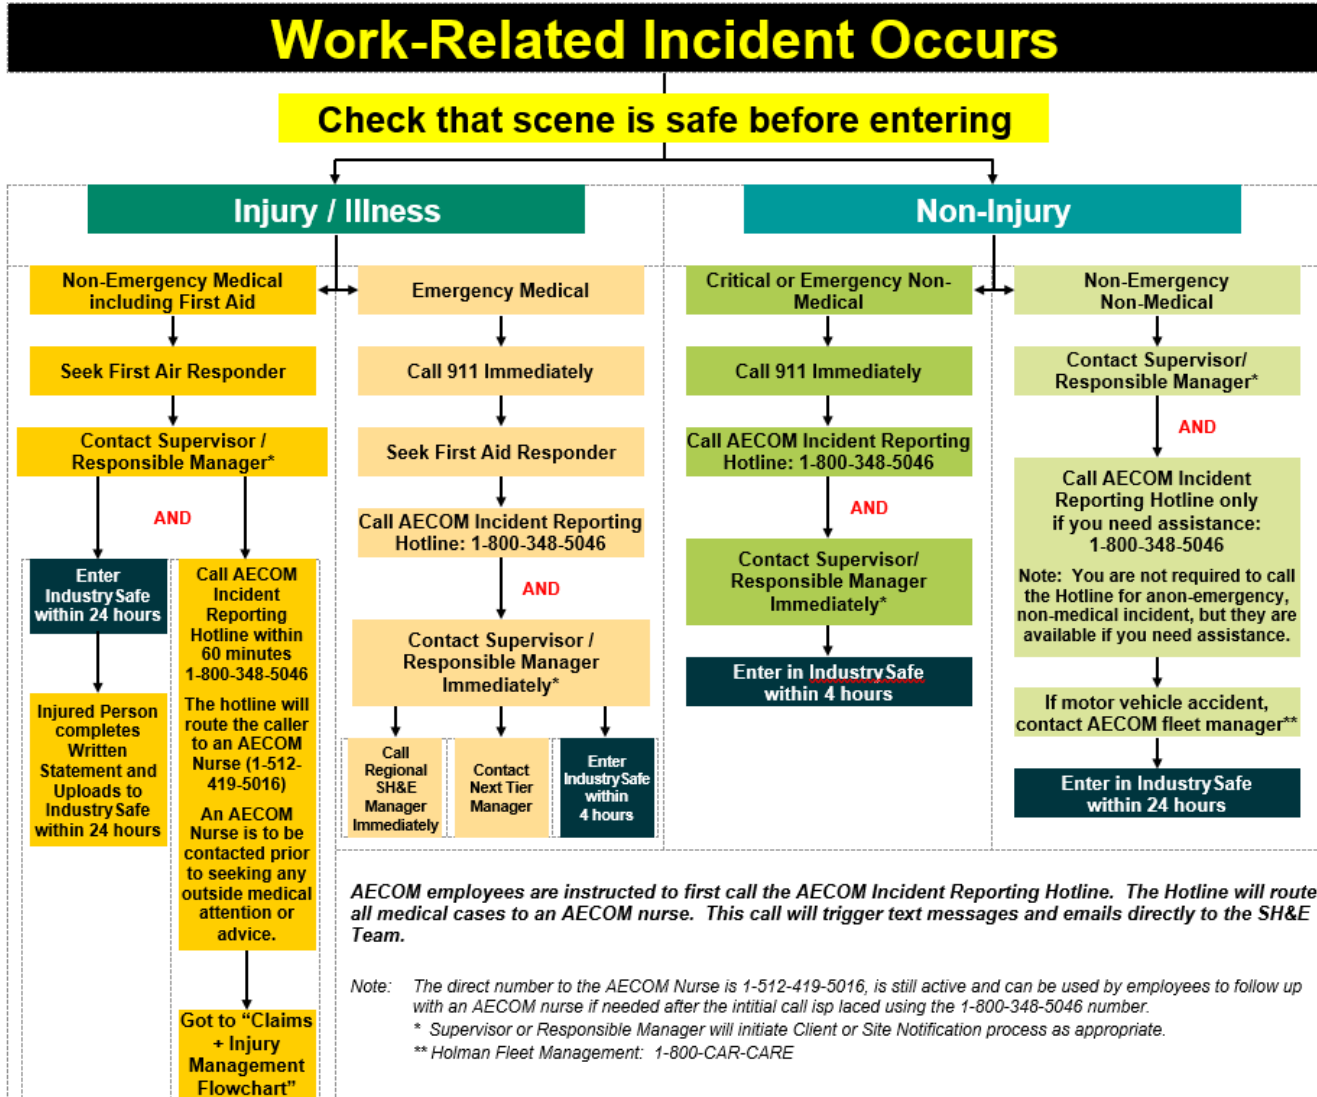 Work-Related Incident Occurs
Check that scene is safe before entering
Injury / Illness
Non-Emergency Medical
including First Aid
Seek First Air Responder
Contact Supervisor /
Responsible Manager*
AND
Enter
IndustrySafe
within 24 hours
Injured Person
completes
Written
Statement and
Uploads to
IndustrySafe
within 24 hours
Call AECOM
Incident
Reporting
Hotline within
60 minutes
1-800-348-5046
The hotline will
route the caller
to an AECOM
Nurse (1-512-
419-5016)
An AECOM
Nurse is to be
contacted prior
to seeking any
outside medical
attention or
advice.
Got to “Claims
+ Injury
Management
Flowchart”
Emergency Medical
Call 911 Immediately
Seek First Aid Responder
Call AECOM Incident Reporting
Hotline: 1-800-348-5046
AND
Contact Supervisor /
Responsible Manager
Immediately*
Call
Regional
SH&E
Manager
Immediately
Contact
Next Tier
Manager
Enter
IndustrySafe
within
4 hours
Non-Injury
Critical or Emergency Non-
Medical
Call 911 Immediately
Call AECOM Incident Reporting
Hotline: 1-800-348-5046
AND
Contact Supervisor/
Responsible Manager
Immediately*
Enter in IndustrySafe
within 4 hours
Non-Emergency
Non-Medical
Contact Supervisor/
Responsible Manager*
AND
Call AECOM Incident
Reporting Hotline only
if you need assistance:
1-800-348-5046
Note: You are not required to call
the Hotline for anon-emergency,
non-medical incident, but they are
available if you need assistance.
If motor vehicle accident,
contact AECOM fleet manager**
Enter in IndustrySafe
within 24 hours
AECOM employees are instructed to first call the AECOM Incident Reporting Hotline. The Hotline will route
all medical cases to an AECOM nurse. This call will trigger text messages and emails directly to the SH&E
Team.
Note: The direct number to the AECOM Nurse is 1-512-419-5016, is still active and can be used by employees to follow up
with an AECOM nurse if needed after the intitial call isp laced using the 1-800-348-5046 number.
* Supervisor or Responsible Manager will initiate Client or Site Notification process as appropriate.
** Holman Fleet Management: 1-800-CAR-CARE